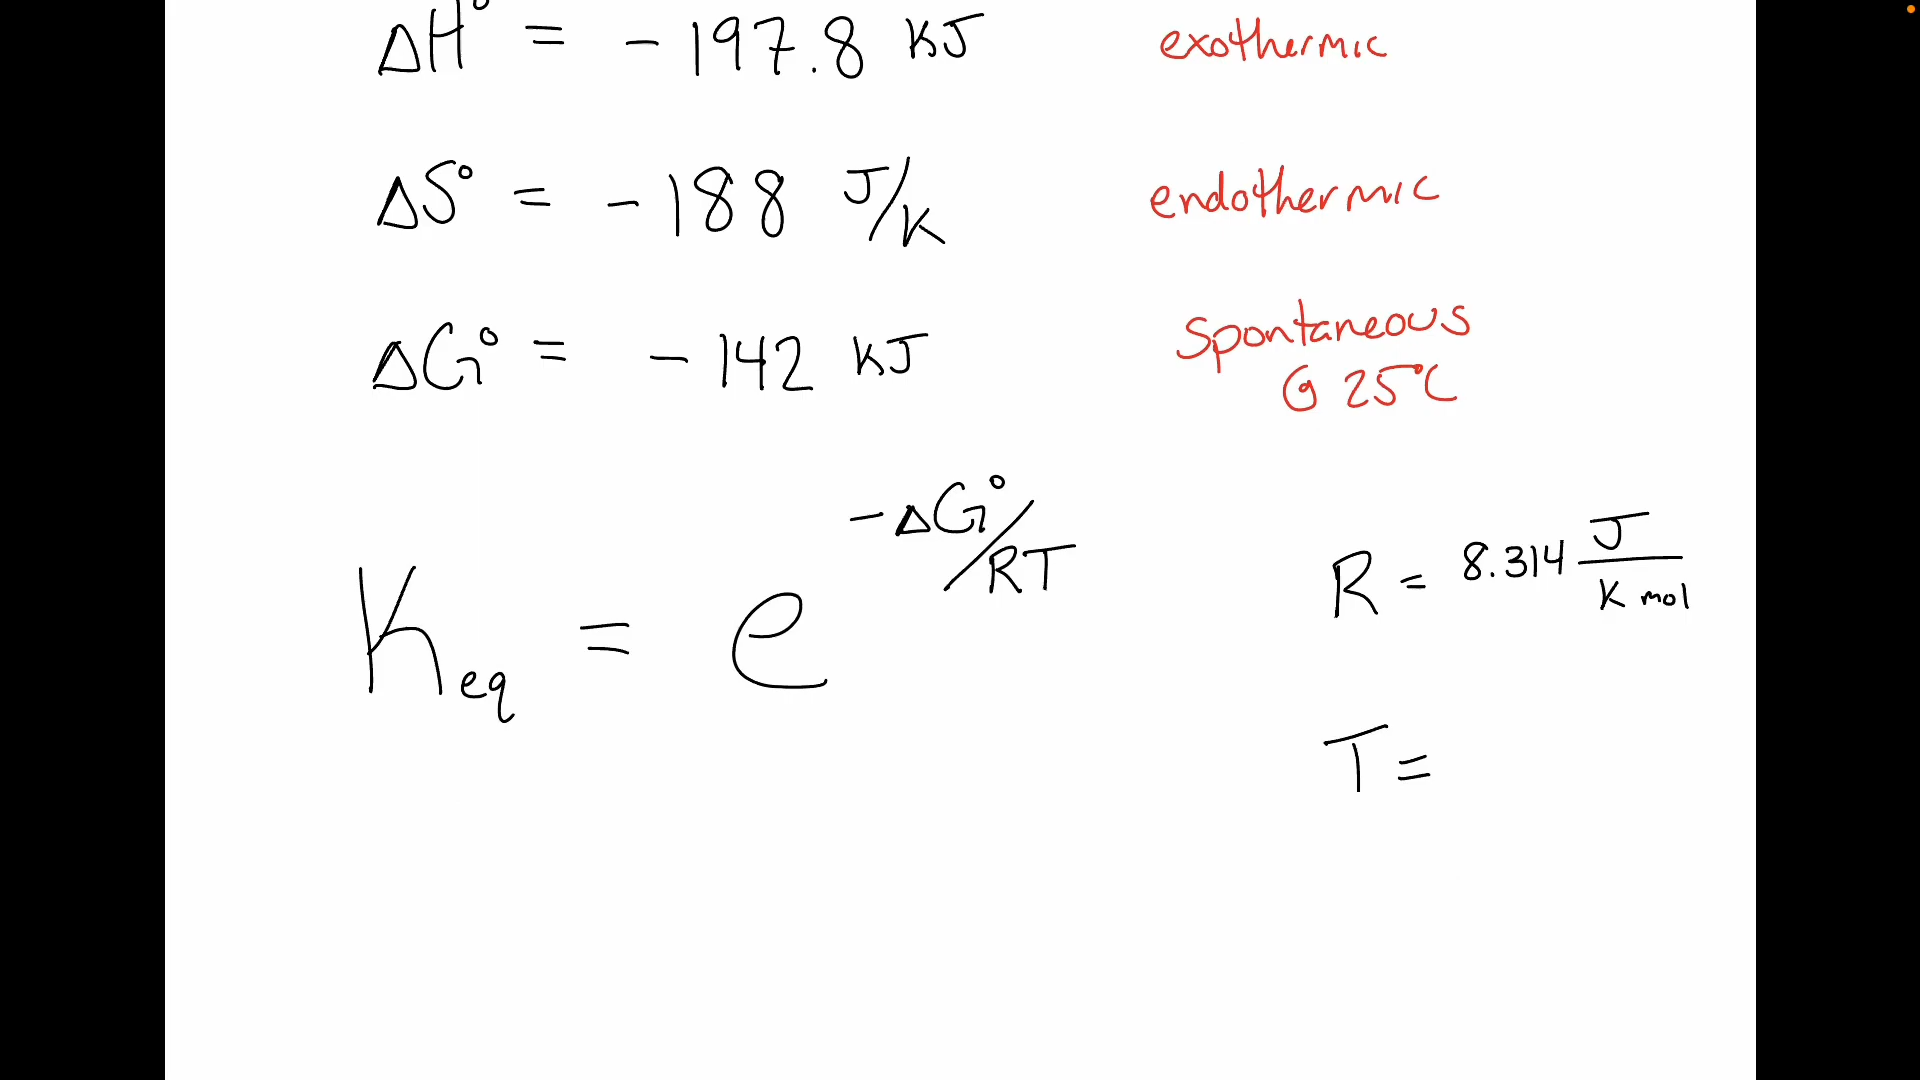 ΔH° = - 197.8 KJ exothermic
ΔS° = - 188 J/K endothermic
ΔG° = - 142 KJ Spontaneous
@ 25°C
Keq = e^(-ΔG°/RT) R = 8.314 J/K mol
T =